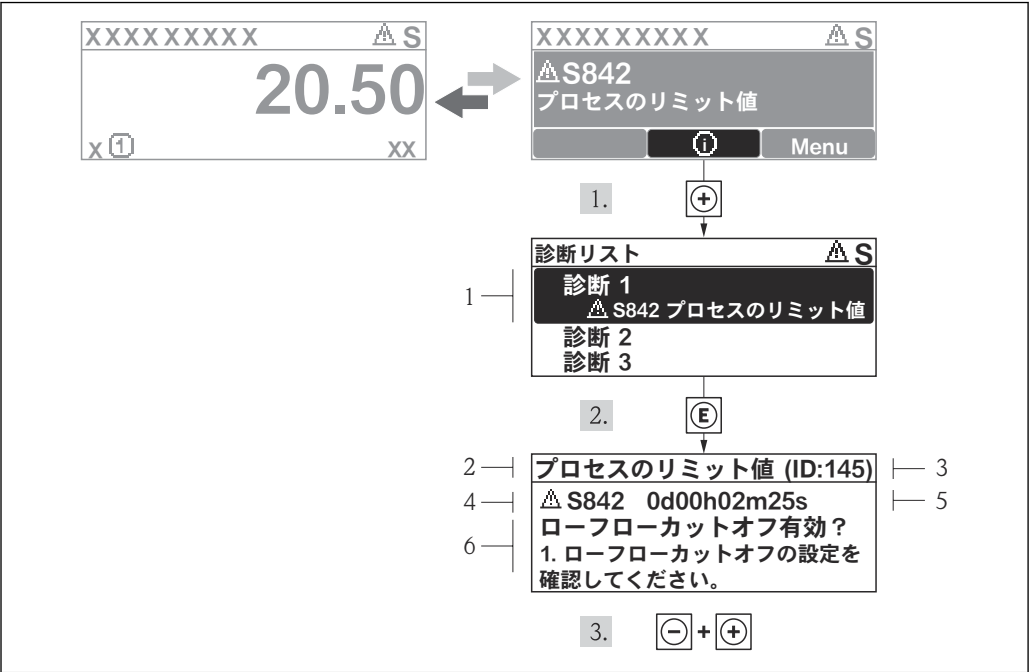 XXXXXXXXX ⚠ S
20.50
X ① XX
XXXXXXXXX ⚠ S
⚠S842
プロセスのリミット値
ⓘ Menu
1. +
診断リスト ⚠ S
1 診断 1
⚠ S842 プロセスのリミット値
診断 2
診断 3
2. E
2 プロセスのリミット値 (ID:145) 3
4 ⚠ S842 0d00h02m25s 5
6 ローフローカットオフ有効？
1. ローフローカットオフの設定を
確認してください。
3. − + +